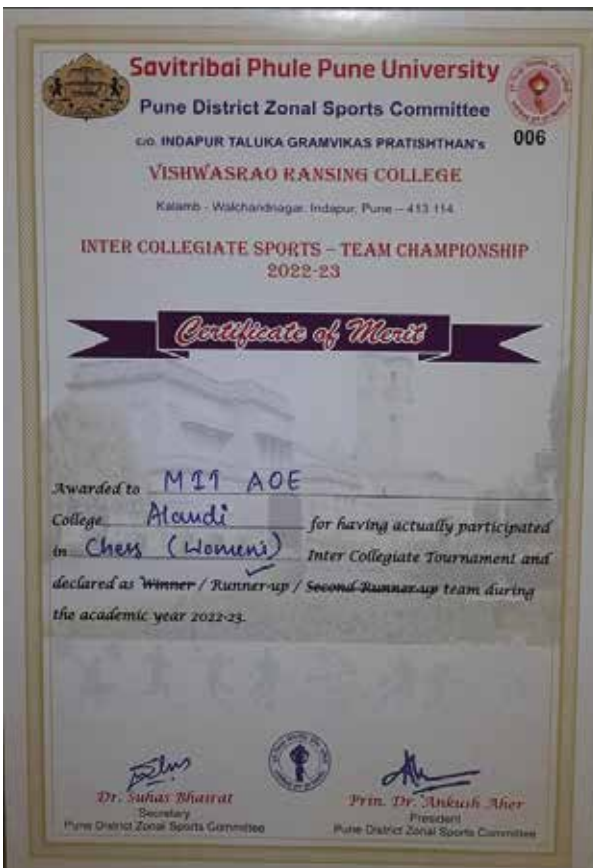 Savitribai Phule Pune University
Pune District Zonal Sports Committee
006
C/O. INDAPUR TALUKA GRAMVIKAS PRATISHTHAN's
VISHWASRAO RANSING COLLEGE
Kalamb - Walchandnagar, Indapur, Pune – 413 114.
INTER COLLEGIATE SPORTS – TEAM CHAMPIONSHIP
2022-23
Certificate of Merit
Awarded to MIT AOE
College Alandi for having actually participated
in Chess (Women's) Inter Collegiate Tournament and
declared as Winner / Runner-up / Second Runner-up team during
the academic year 2022-23.
Dr. Suhas Bhairat
Secretary
Pune District Zonal Sports Committee
Prin. Dr. Ankush Aher
President
Pune District Zonal Sports Committee